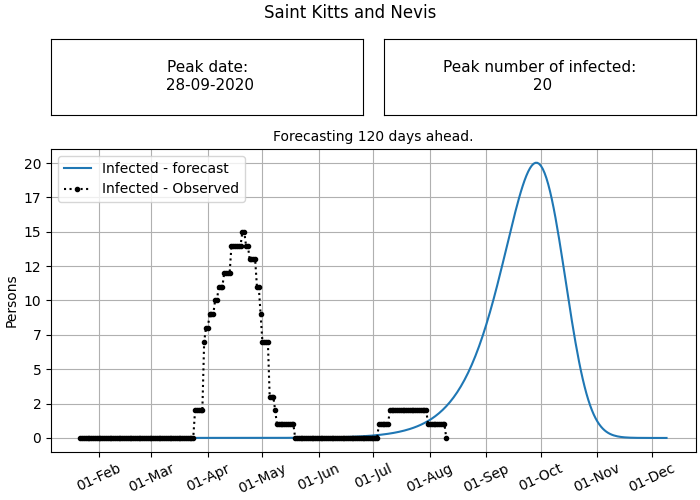 Saint Kitts and Nevis
Peak date:
28-09-2020
Peak number of infected:
20
Forecasting 120 days ahead.
Infected - forecast
Infected - Observed
Persons
20
17
15
12
10
7
5
2
0
01-Feb
01-Mar
01-Apr
01-May
01-Jun
01-Jul
01-Aug
01-Sep
01-Oct
01-Nov
01-Dec